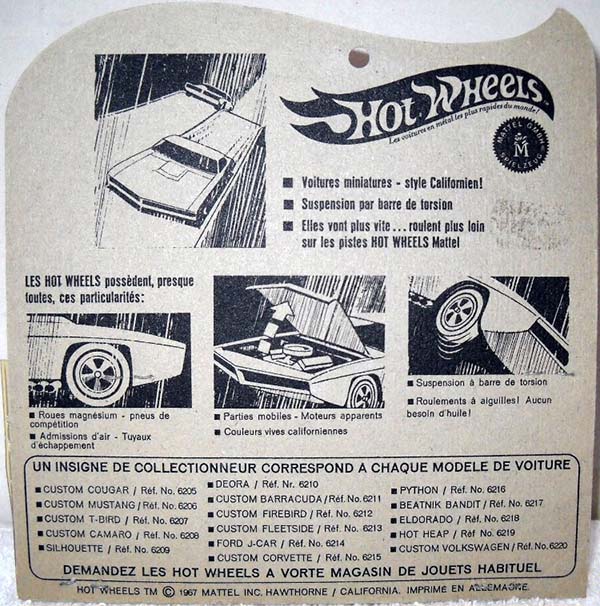 HOT WHEELS
Les voitures en métal les plus rapides du monde!
MATTEL GMBH
M
SPIELZEUG
■ Voitures miniatures - style Californien!
■ Suspension par barre de torsion
■ Elles vont plus vite ... roulent plus loin
sur les pistes HOT WHEELS Mattel
LES HOT WHEELS possèdent, presque
toutes, ces particularités:
■ Roues magnésium - pneus de
compétition
■ Admissions d'air - Tuyaux
d'échappement
■ Parties mobiles - Moteurs apparents
■ Couleurs vives californiennes
■ Suspension à barre de torsion
■ Roulements à aiguilles! Aucun
besoin d'huile!
UN INSIGNE DE COLLECTIONNEUR CORRESPOND A CHAQUE MODELE DE VOITURE
■ CUSTOM COUGAR / Réf. No. 6205
■ CUSTOM MUSTANG / Réf. No. 6206
■ CUSTOM T-BIRD / Réf. No. 6207
■ CUSTOM CAMARO / Réf. No. 6208
■ SILHOUETTE / Réf. No. 6209
■ DEORA / Réf. Nr. 6210
■ CUSTOM BARRACUDA / Réf. No. 6211
■ CUSTOM FIREBIRD / Réf. No. 6212
■ CUSTOM FLEETSIDE / Réf. No. 6213
■ FORD J-CAR / Réf. No. 6214
■ CUSTOM CORVETTE / Réf. No. 6215
■ PYTHON / Réf. No. 6216
■ BEATNIK BANDIT / Réf. No. 6217
■ ELDORADO / Réf. No. 6218
■ HOT HEAP / Réf No. 6219
■ CUSTOM VOLKSWAGEN / Réf. No. 6220
DEMANDEZ LES HOT WHEELS A VORTE MAGASIN DE JOUETS HABITUEL
HOT WHEELS TM © 1967 MATTEL INC. HAWTHORNE / CALIFORNIA. IMPRIMÉ EN ALLEMAGNE.